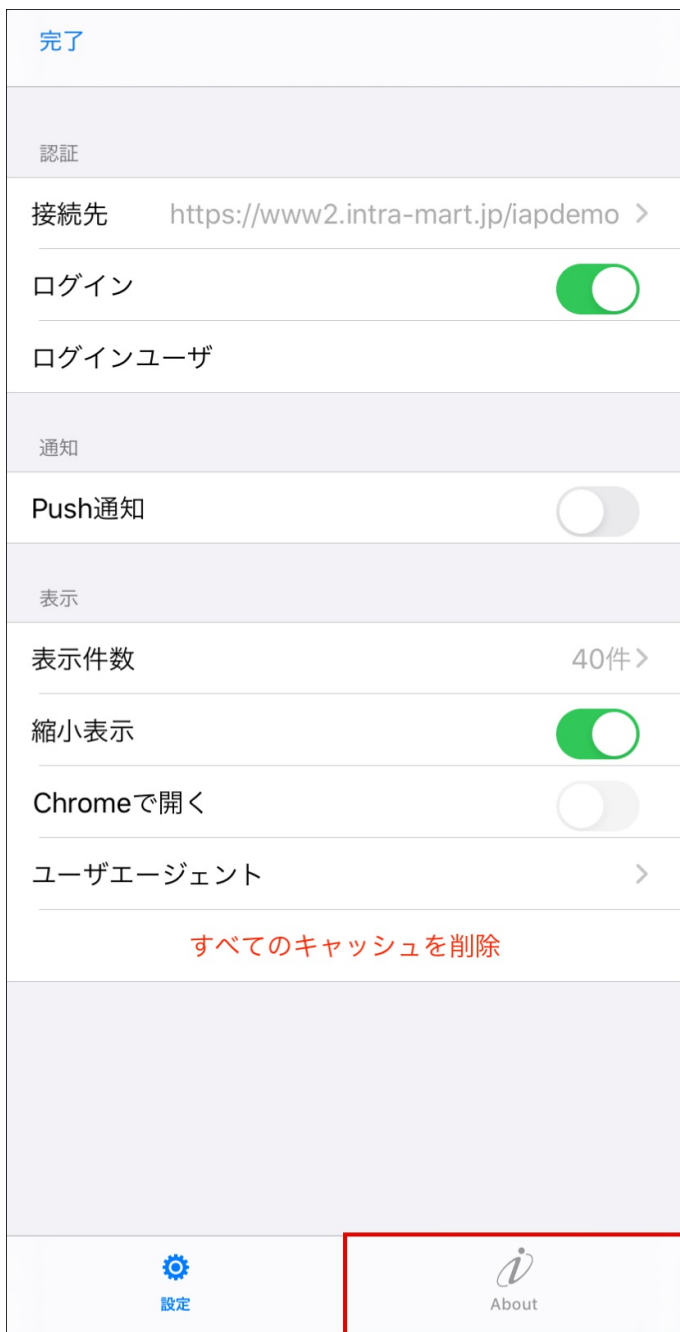 完了
認証
接続先 https://www2.intra-mart.jp/iapdemo
ログイン
ログインユーザ
通知
Push通知
表示
表示件数 40件
縮小表示
Chromeで開く
ユーザエージェント
すべてのキャッシュを削除
設定 About